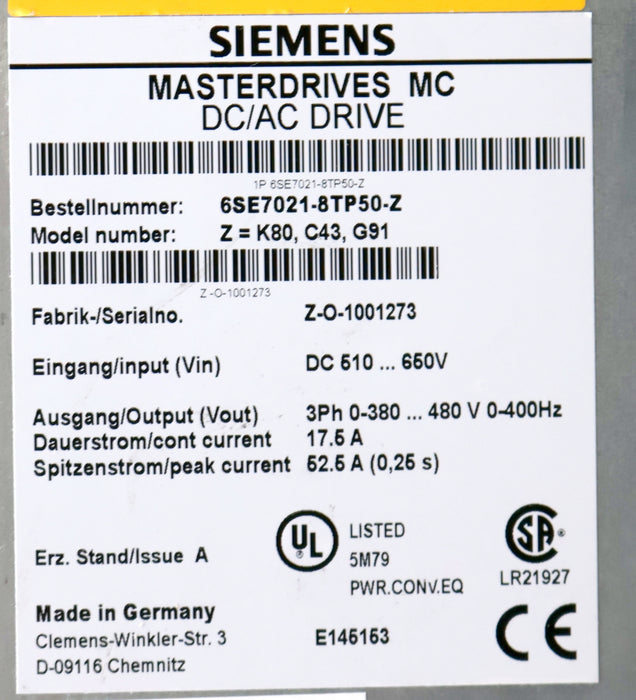 SIEMENS
MASTERDRIVES MC
DC/AC DRIVE
1P 6SE7021-8TP50-Z
Bestellnummer: 6SE7021-8TP50-Z
Model number: Z = K80, C43, G91
Z-O-1001273
Fabrik-/Serialno. Z-O-1001273
Eingang/input (Vin) DC 510 ... 650V
Ausgang/Output (Vout) 3Ph 0-380 ... 480 V 0-400Hz
Dauerstrom/cont current 17.5 A
Spitzenstrom/peak current 52.5 A (0,25 s)
Erz. Stand/Issue A
UL
LISTED
5M79
PWR.CONV.EQ
SA
LR21927
Made in Germany
Clemens-Winkler-Str. 3
D-09116 Chemnitz
E145153
CE